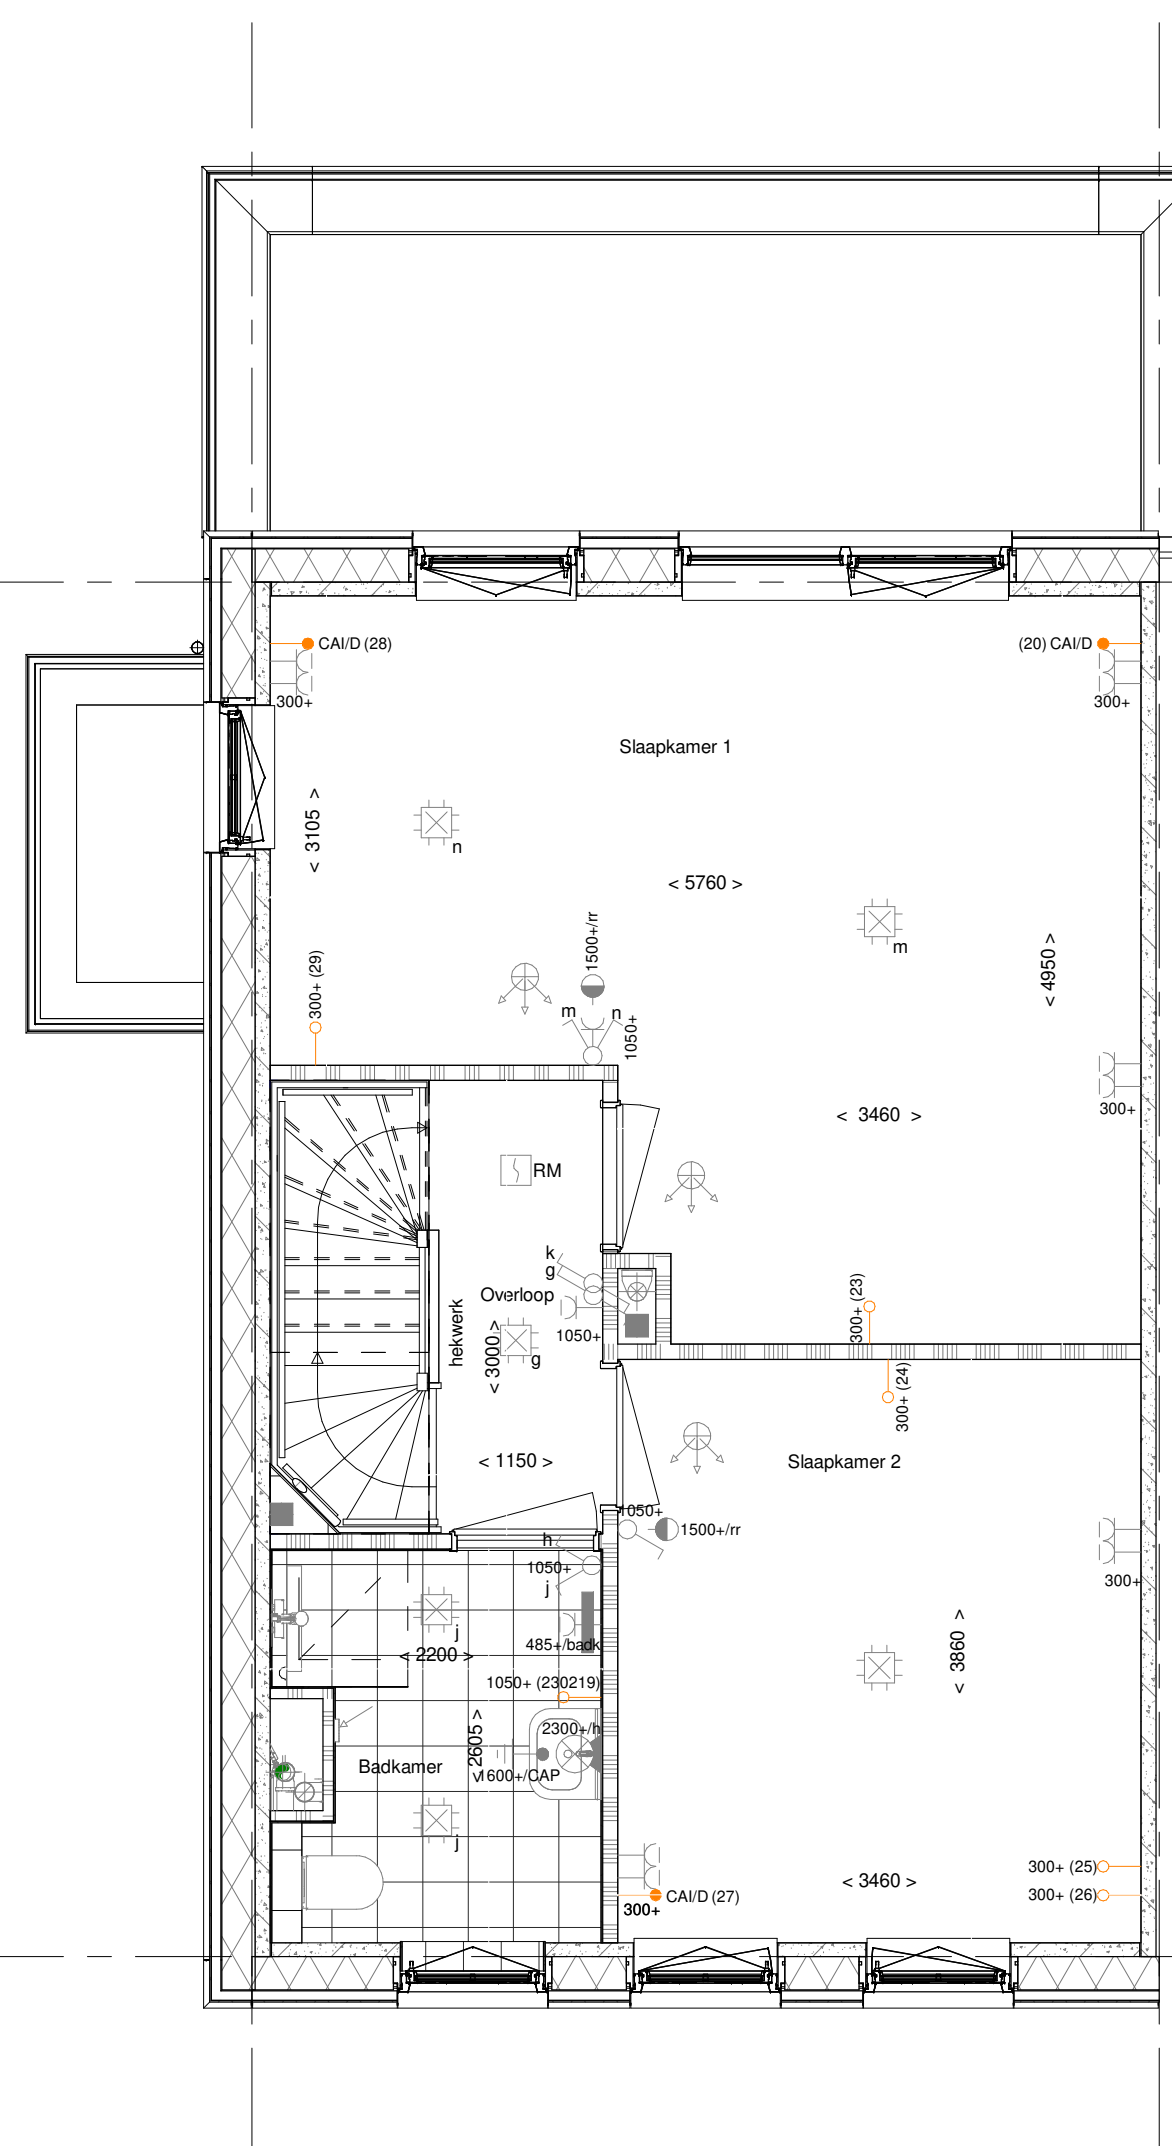 CAI/D (28)
(20) CAI/D
300+
300+
Slaapkamer 1
< 3105 >
n
< 5760 >
m
1500+/rr
< 4950 >
300+ (29)
m
n
1050+
300+
< 3460 >
RM
k
g
Overloop
300+ (23)
hekwerk
1050+
< 3000 >
g
300+ (24)
< 1150 >
Slaapkamer 2
1050+
1500+/rr
h
1050+
j
300+
j
485+/badk
< 2200 >
< 3860 >
1050+ (230219)
2300+/h
< 2605 >
Badkamer
1600+/CAP
j
300+ (25)
< 3460 >
CAI/D (27)
300+ (26)
300+